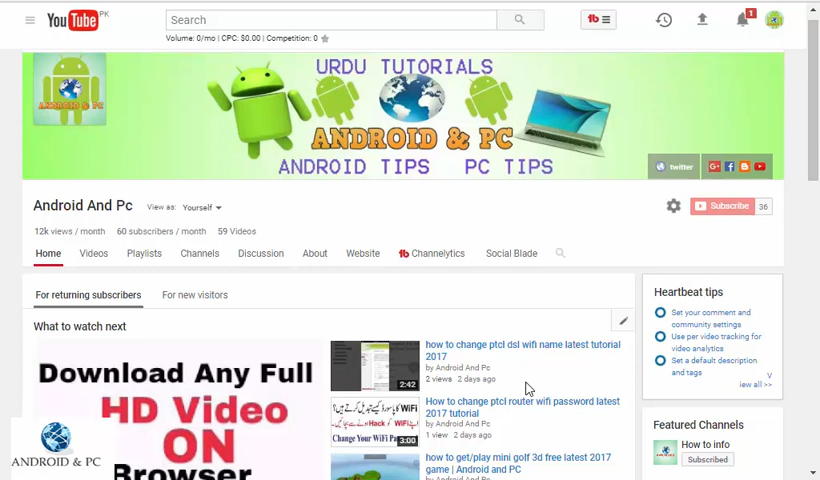 YouTube PK
Search
1
Volume: 0/mo | CPC: $0.00 | Competition: 0
URDU TUTORIALS
ANDROID & PC
ANDROID & PC
ANDROID TIPS PC TIPS
twitter
Android And Pc
View as: Yourself
Subscribe 36
12k views / month 60 subscribers / month 59 Videos
Home Videos Playlists Channels Discussion About Website Channelytics Social Blade
For returning subscribers For new visitors
What to watch next
Download Any Full
HD Video
ON
Browser
2:42
how to change ptcl dsl wifi name latest tutorial
2017
by Android And Pc
2 views 2 days ago
3:00
How to change ptcl router wifi password latest
2017 tutorial
by Android And Pc
1 view 2 days ago
how to get/play mini golf 3d free latest 2017
game | Android and PC
by Android And Pc
Heartbeat tips
Set your comment and
community settings
Use per video tracking for
video analytics
Set a default description
and tags
V
iew all >>
Featured Channels
How to info
Subscribed
ANDROID & PC